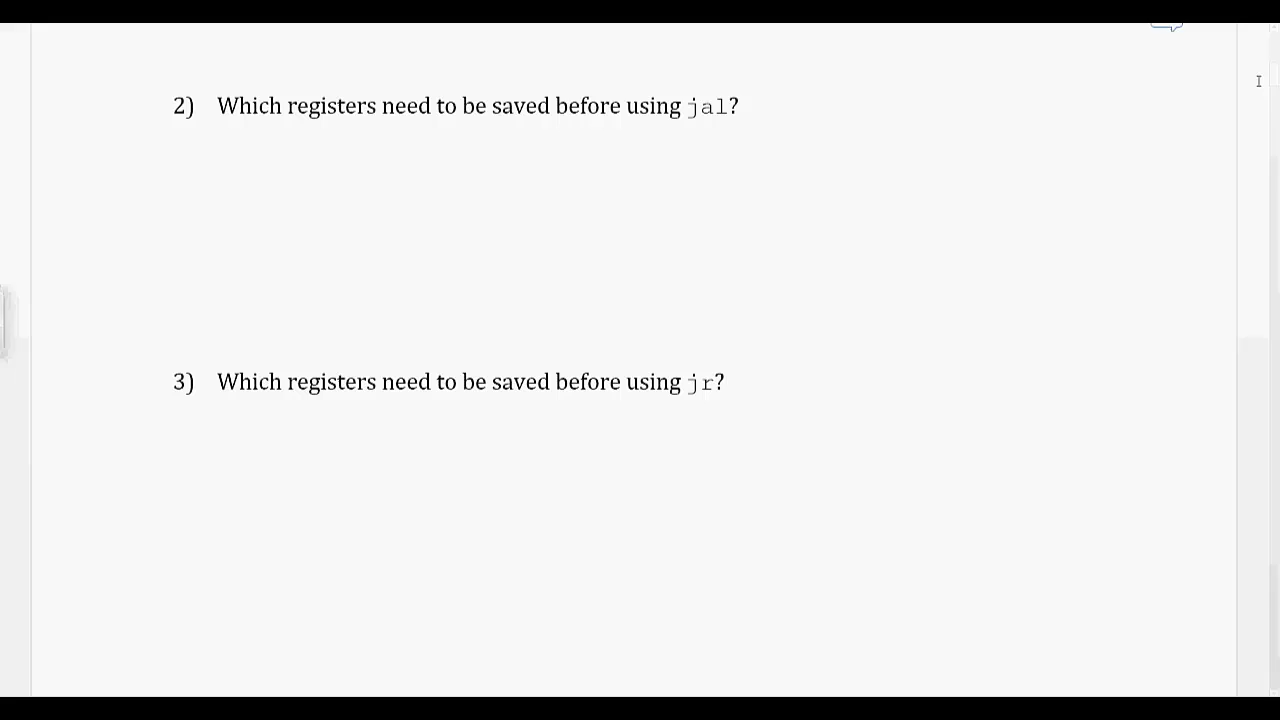 2) Which registers need to be saved before using jal?
3) Which registers need to be saved before using jr?